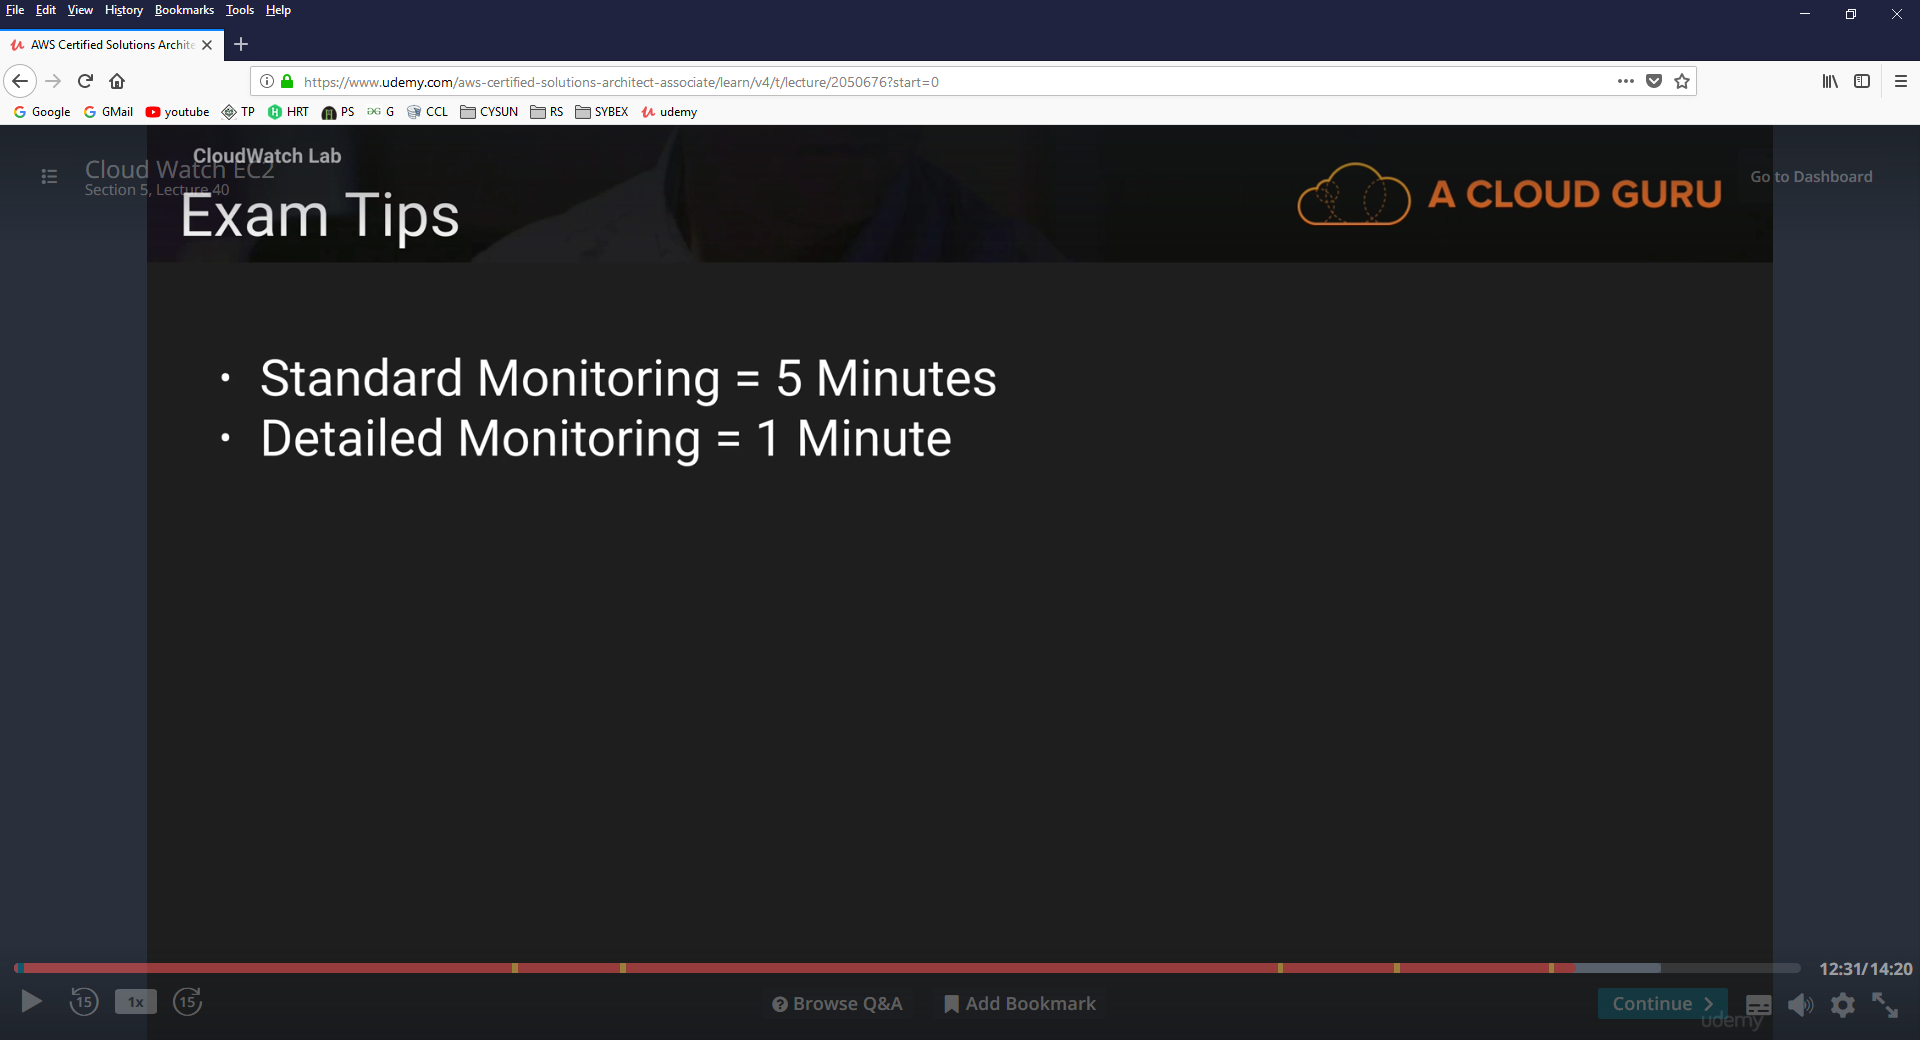 File Edit View History Bookmarks Tools Help
AWS Certified Solutions Archite
https://www.udemy.com/aws-certified-solutions-architect-associate/learn/v4/t/lecture/2050676?start=0
Google GMail youtube TP HRT PS G CCL CYSUN RS SYBEX udemy
CloudWatch Lab
Cloud Watch EC2
Section 5, Lecture 40
Go to Dashboard
Exam Tips
A CLOUD GURU
• Standard Monitoring = 5 Minutes
• Detailed Monitoring = 1 Minute
12:31/14:20
15 1x 15
Browse Q&A Add Bookmark
Continue
udemy